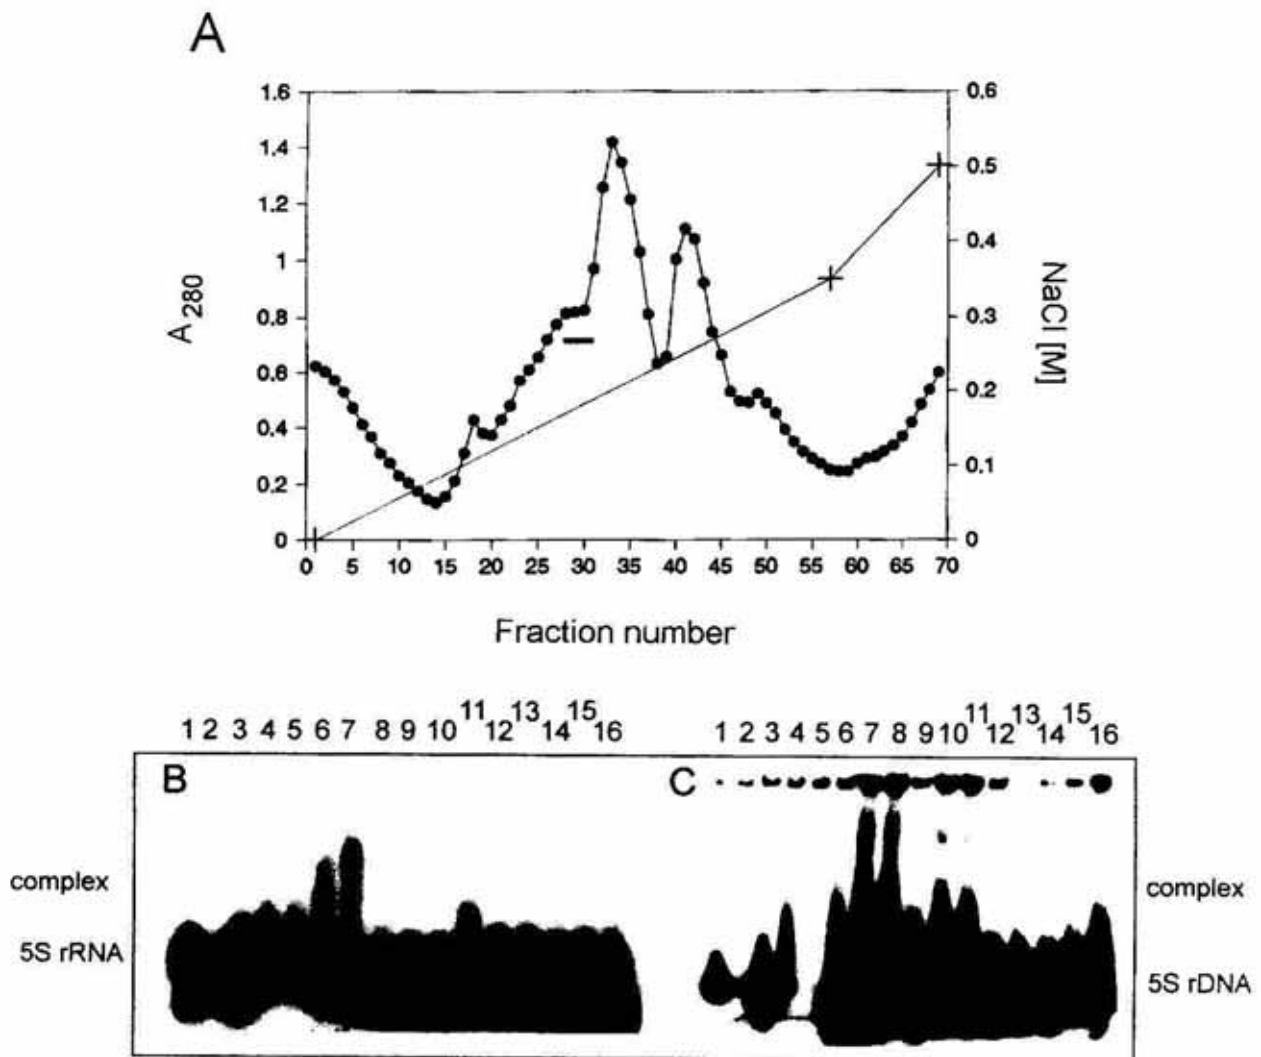 A
1.6
1.4
1.2
1
0.8
0.6
0.4
0.2
0
A280
0.6
0.5
0.4
0.3
0.2
0.1
0
NaCl [M]
0 5 10 15 20 25 30 35 40 45 50 55 60 65 70
Fraction number
1 2 3 4 5 6 7 8 9 10 11 12 13 14 15 16
1 2 3 4 5 6 7 8 9 10 11 12 13 14 15 16
B
C
complex
5S rRNA
complex
5S rDNA